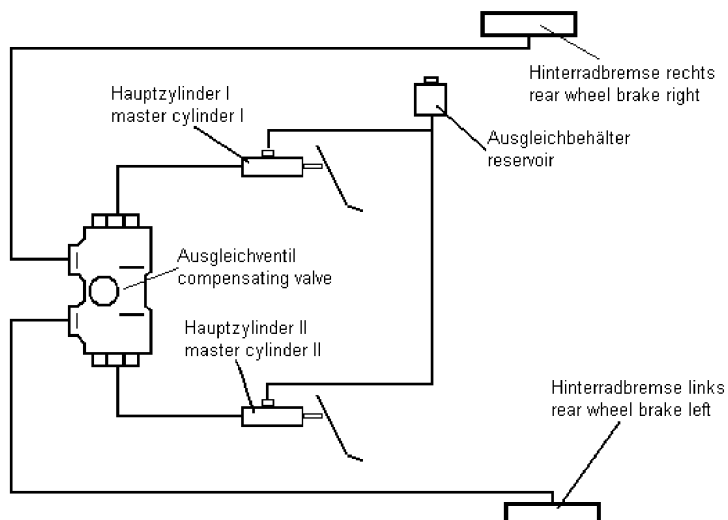 Hinterradbremse rechts
rear wheel brake right
Hauptzylinder I
master cylinder I
Ausgleichbehälter
reservoir
Ausgleichventil
compensating valve
Hauptzylinder II
master cylinder II
Hinterradbremse links
rear wheel brake left